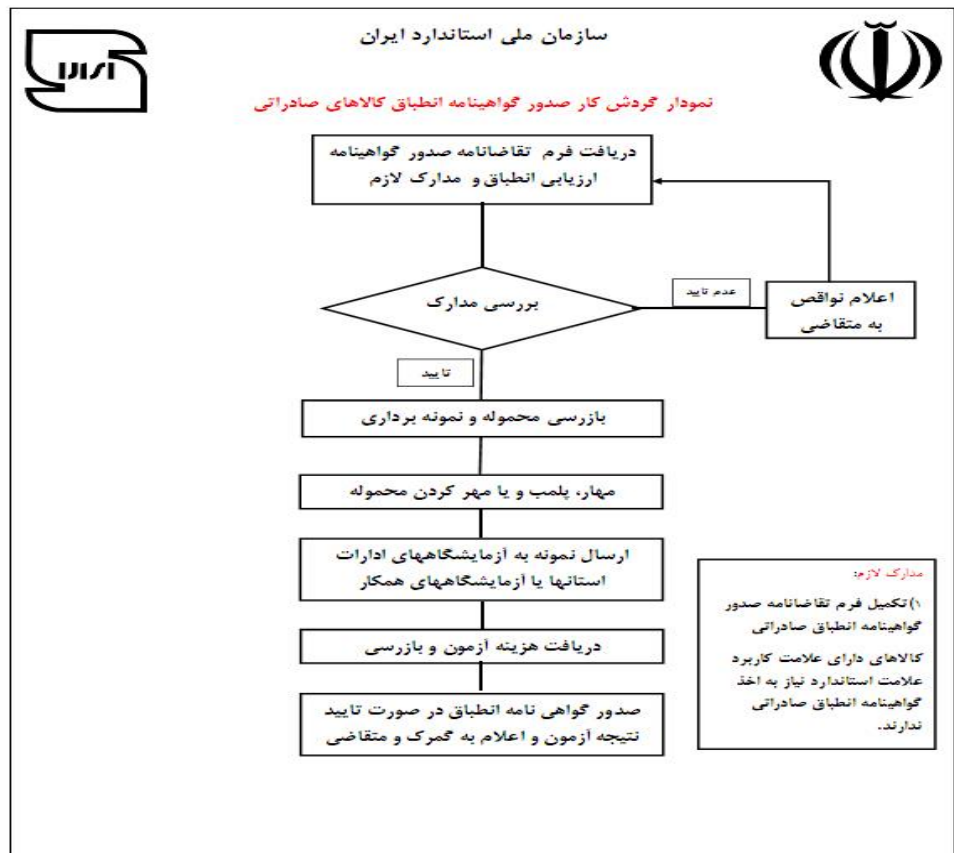 سازمان ملی استاندارد ایران
نمودار گردش کار صدور گواهینامه انطباق کالاهای صادراتی
دریافت فرم تقاضانامه صدور گواهینامه
ارزیابی انطباق و مدارک لازم
بررسی مدارک
عدم تایید
اعلام نواقص
به متقاضی
تایید
بازرسی محموله و نمونه برداری
مهار، پلمب و یا مهر کردن محموله
ارسال نمونه به آزمایشگاههای ادارات
استانها یا آزمایشگاههای همکار
دریافت هزینه آزمون و بازرسی
صدور گواهی نامه انطباق در صورت تایید
نتیجه آزمون و اعلام به گمرک و متقاضی
مدارک لازم:
۱) تکمیل فرم تقاضانامه صدور
گواهینامه انطباق صادراتی
کالاهای دارای علامت کاربرد
علامت استاندارد نیاز به اخذ
گواهینامه انطباق صادراتی
ندارند.